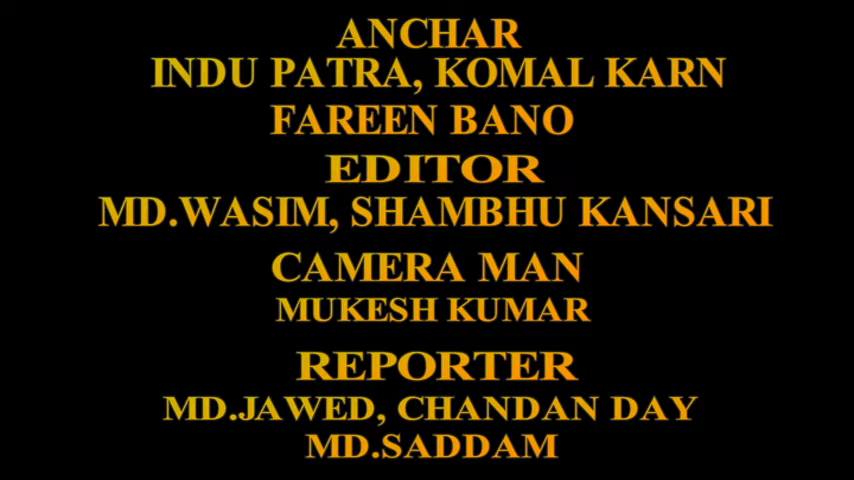 ANCHAR
INDU PATRA, KOMAL KARN
FAREEN BANO
EDITOR
MD.WASIM, SHAMBHU KANSARI
CAMERA MAN
MUKESH KUMAR
REPORTER
MD.JAWED, CHANDAN DAY
MD.SADDAM